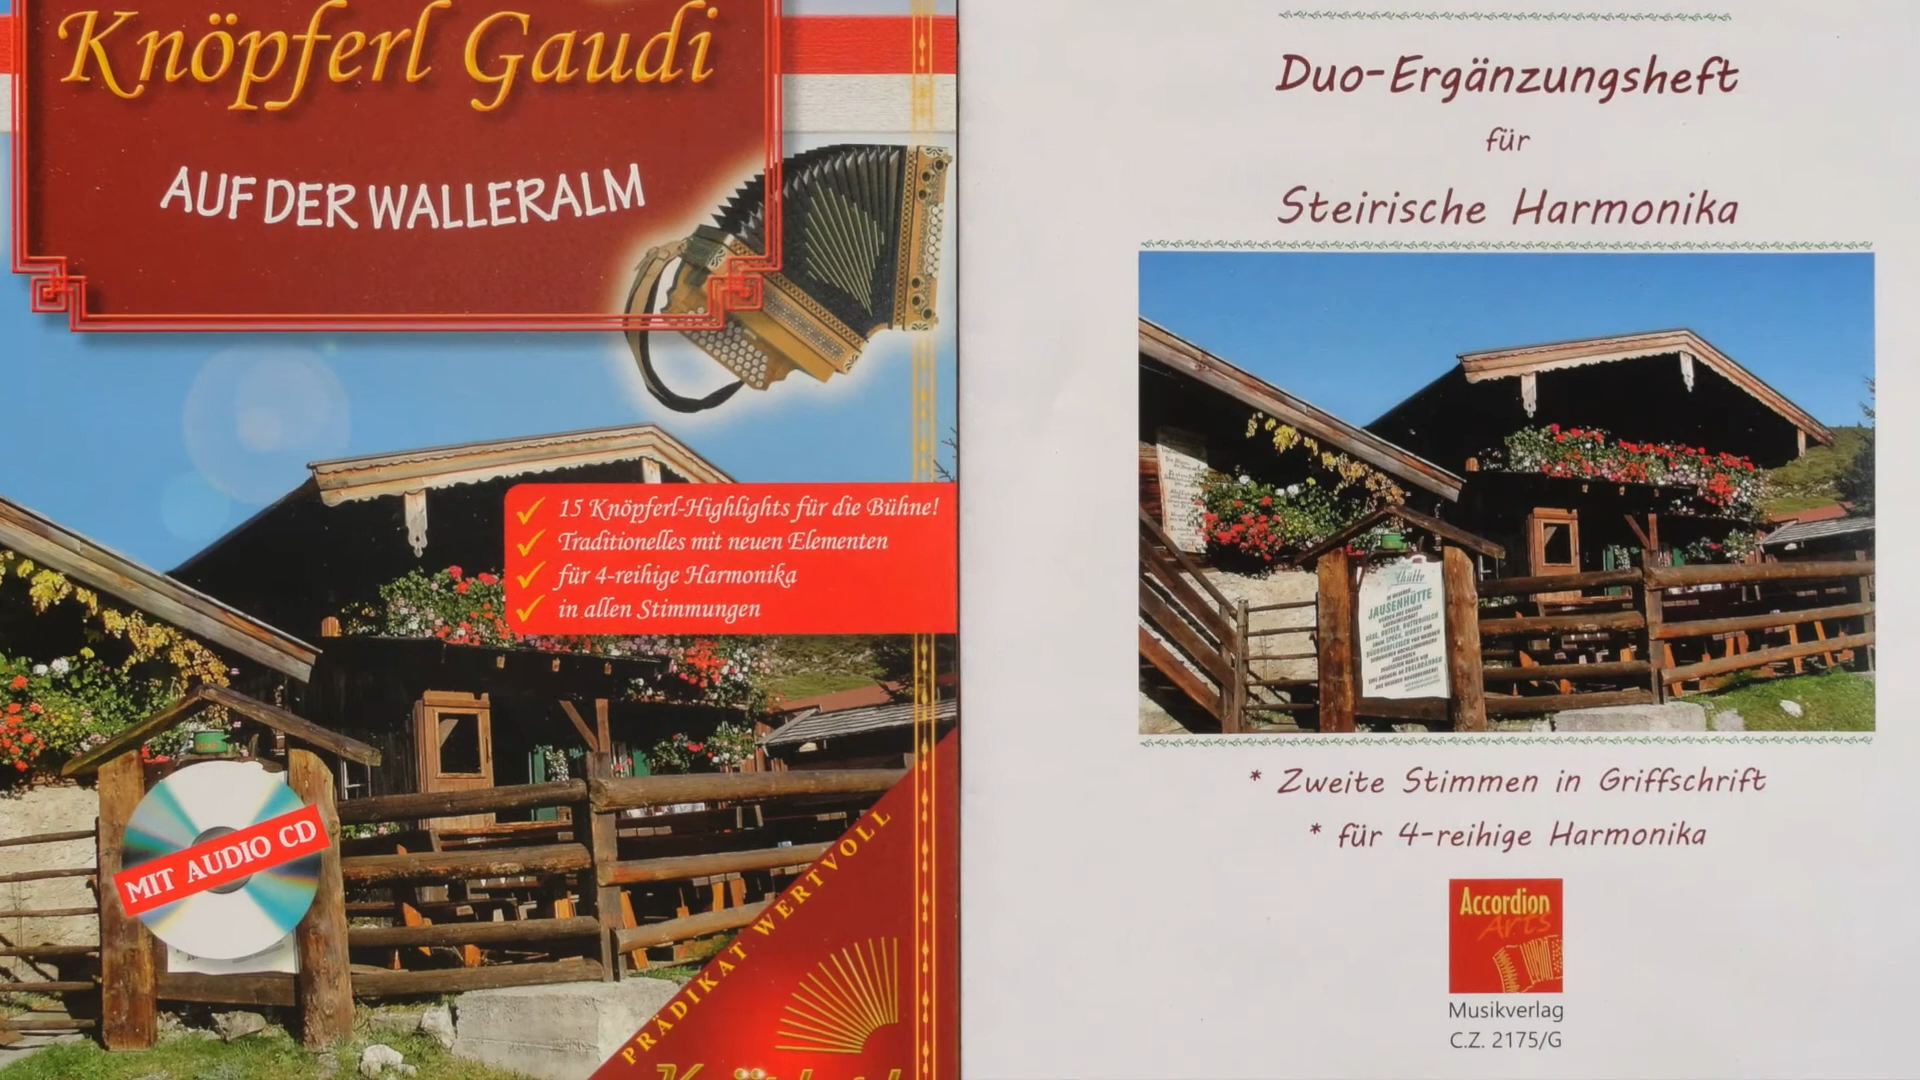 Knöpferl Gaudi
AUF DER WALLERALM
15 Knöpferl-Highlights für die Bühne!
Traditionelles mit neuen Elementen
für 4-reihige Harmonika
in allen Stimmungen
MIT AUDIO CD
PRÄDIKAT WERTVOLL
Duo-Ergänzungsheft
für
Steirische Harmonika
JAUSENHÜTTE
* Zweite Stimmen in Griffschrift
* für 4-reihige Harmonika
Accordion
Arts
Musikverlag
C.Z. 2175/G